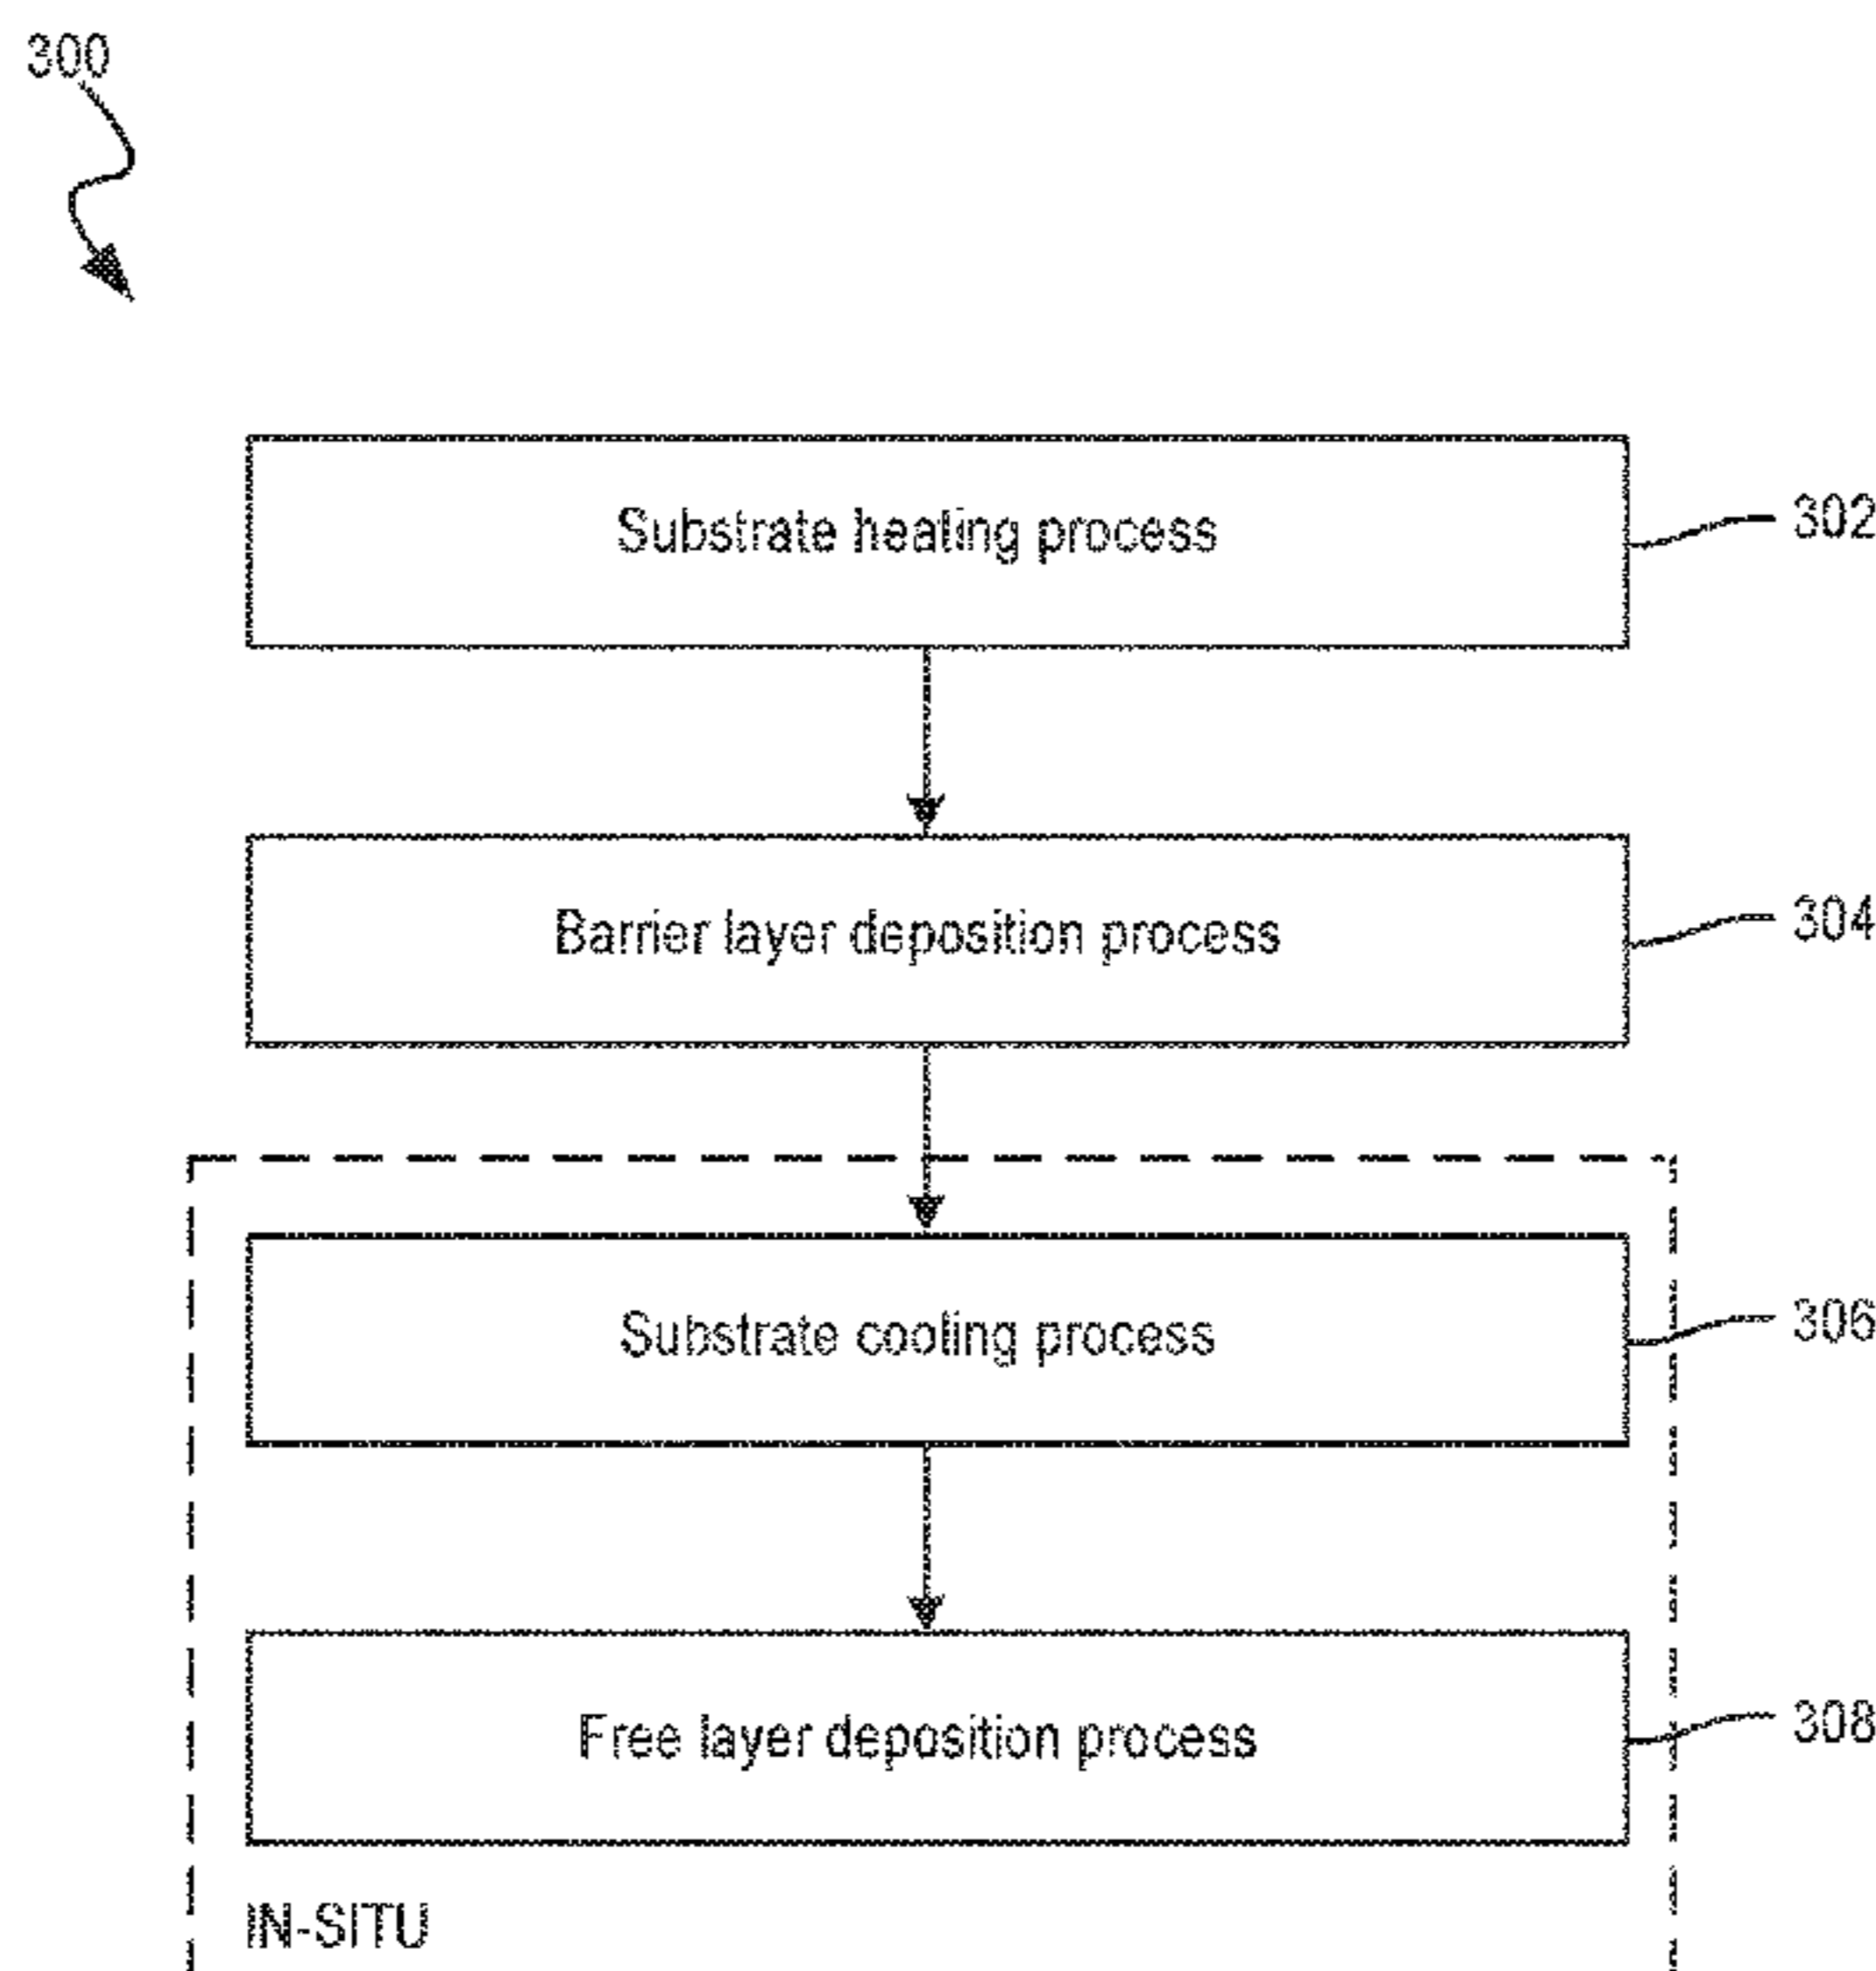 300
Substrate heating process
302
Barrier layer deposition process
304
Substrate cooling process
306
Free layer deposition process
308
IN-SITU